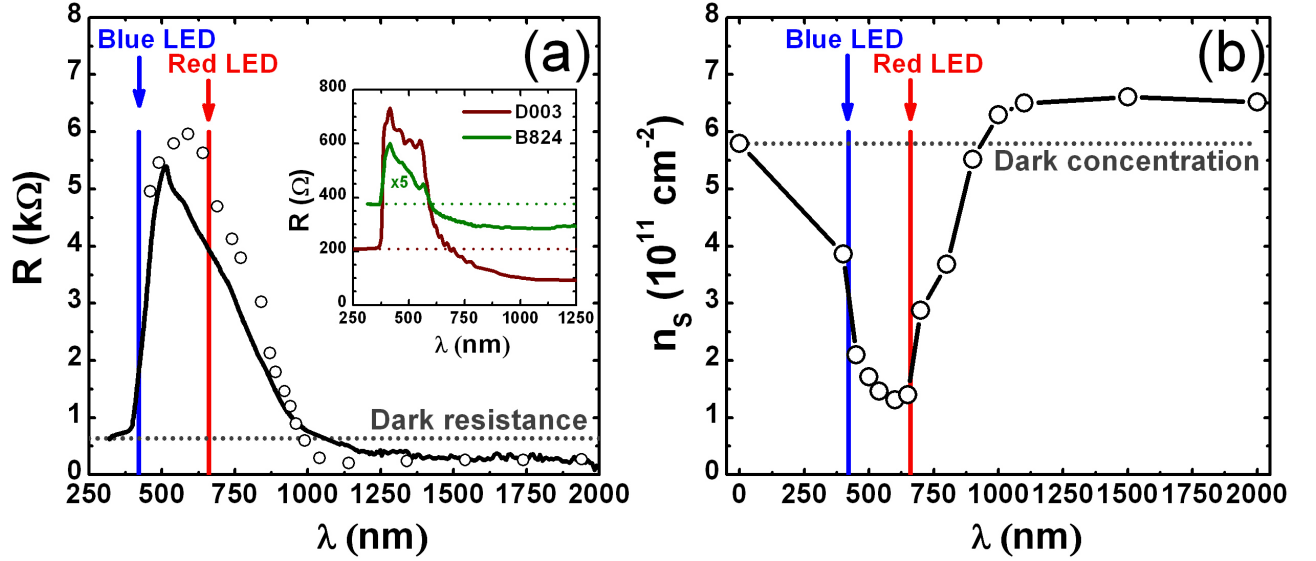 (a)
Blue LED
Red LED
R (kΩ)
8
7
6
5
4
3
2
1
0
250 500 750 1000 1250 1500 1750 2000
λ (nm)
Dark resistance
D003
B824
x5
R (Ω)
800
600
400
200
0
250 500 750 1000 1250
λ (nm)
(b)
Blue LED
Red LED
n_S (10^11 cm^-2)
8
7
6
5
4
3
2
1
0
0 250 500 750 1000 1250 1500 1750 2000
λ (nm)
Dark concentration